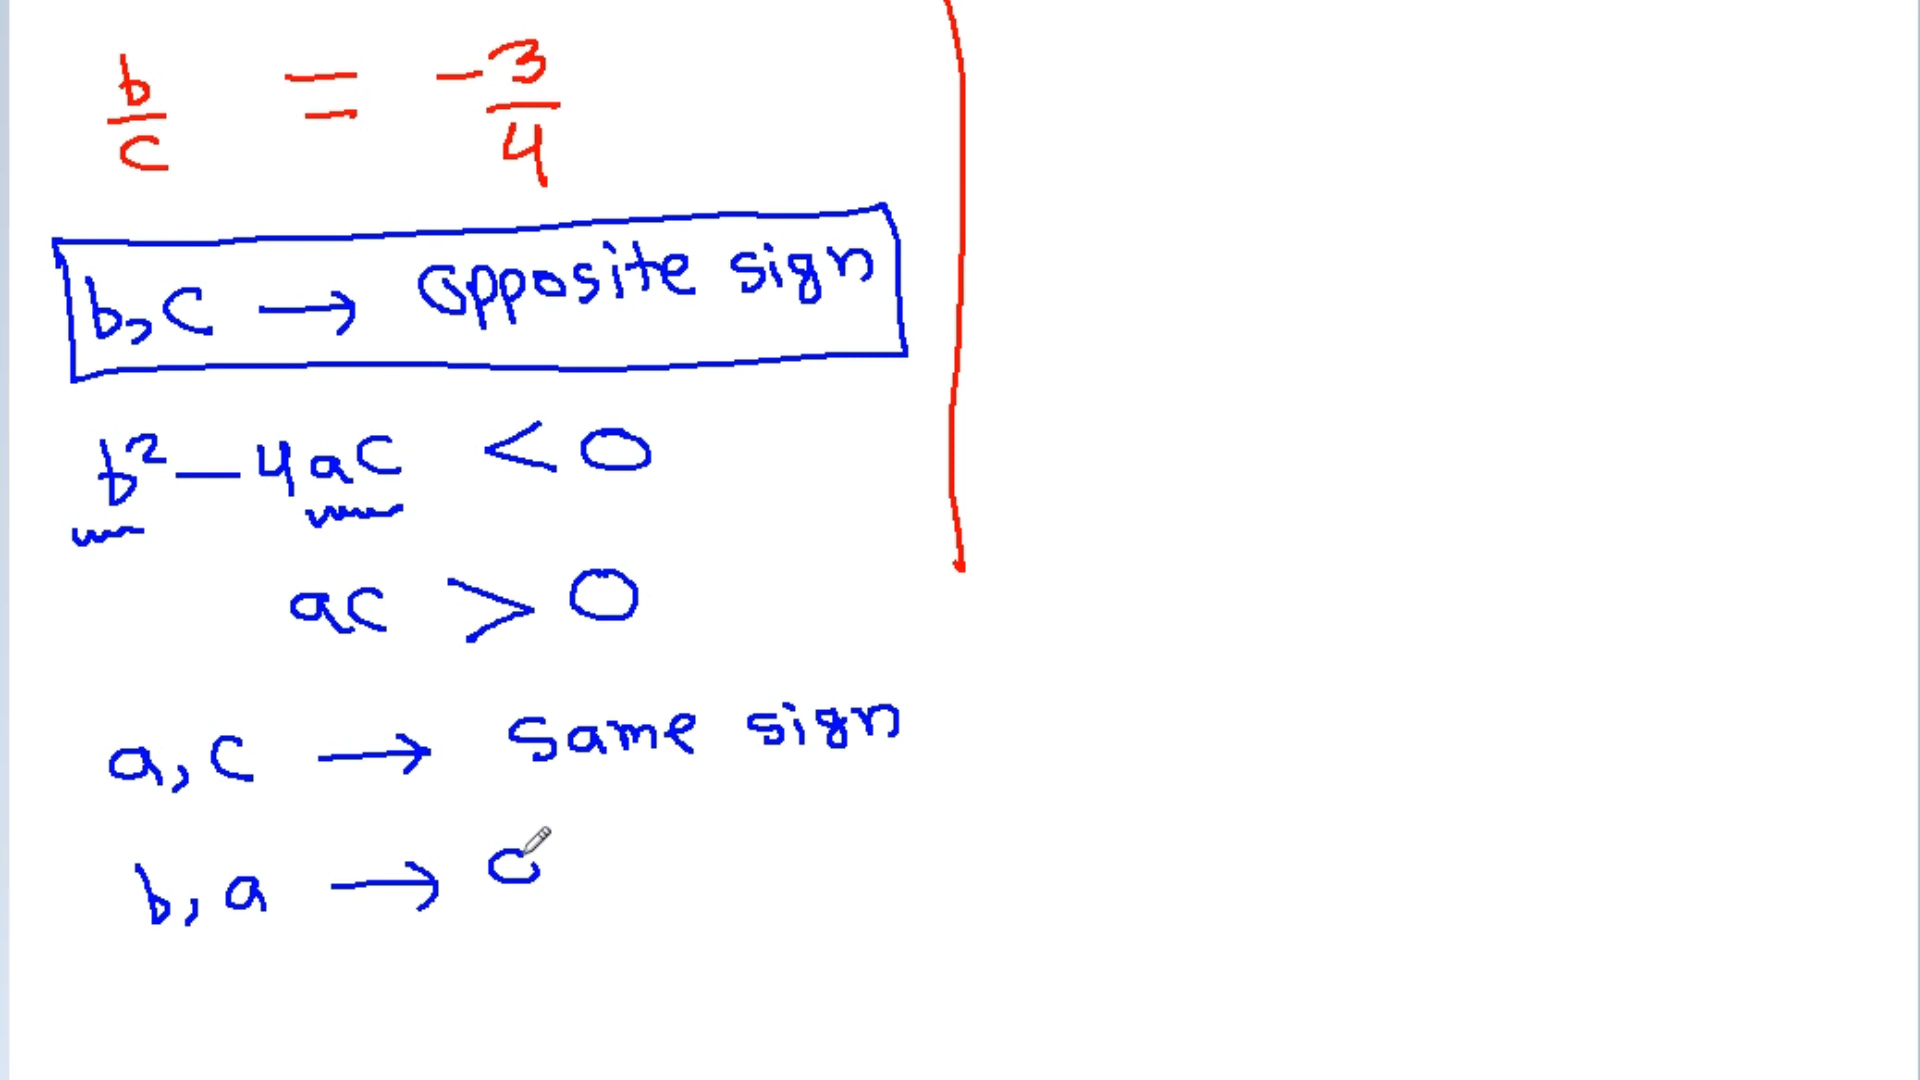 b/c = -3/4
b, c → opposite sign
b² - 4ac < 0
ac > 0
a, c → Same sign
b, a → o